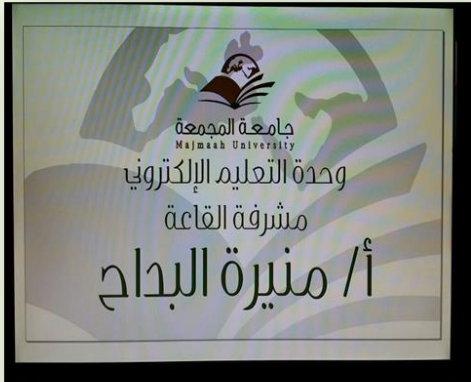 جامعة المجمعة
Majmaah University
وحدة التعليم الإلكتروني
مشرفة القاعة
أ/ منيرة البداح